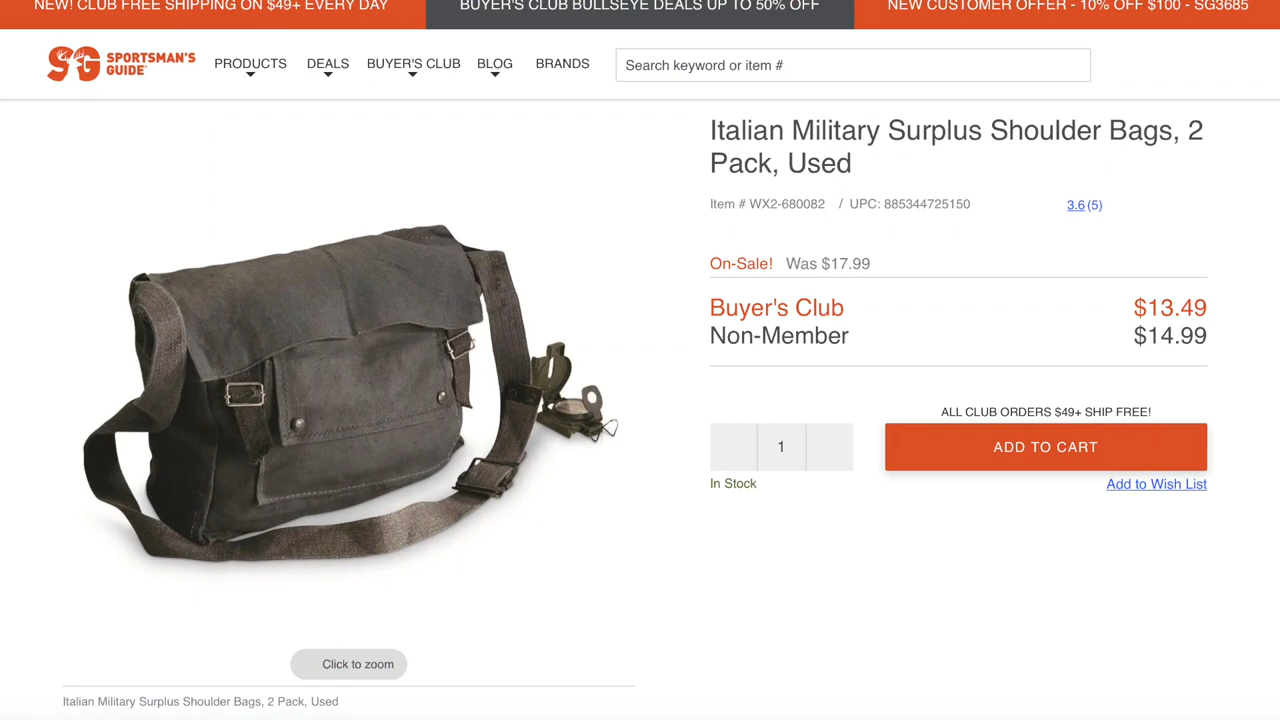 NEW! CLUB FREE SHIPPING ON $49+ EVERY DAY
BUYER'S CLUB BULLSEYE DEALS UP TO 50% OFF
NEW CUSTOMER OFFER - 10% OFF $100 - SG3685
SG SPORTSMAN'S
GUIDE
PRODUCTS
DEALS
BUYER'S CLUB
BLOG
BRANDS
Search keyword or item #
Italian Military Surplus Shoulder Bags, 2
Pack, Used
Item # WX2-680082 / UPC: 885344725150
3.6 (5)
On-Sale! Was $17.99
Buyer's Club $13.49
Non-Member $14.99
ALL CLUB ORDERS $49+ SHIP FREE!
1
ADD TO CART
In Stock
Add to Wish List
Click to zoom
Italian Military Surplus Shoulder Bags, 2 Pack, Used